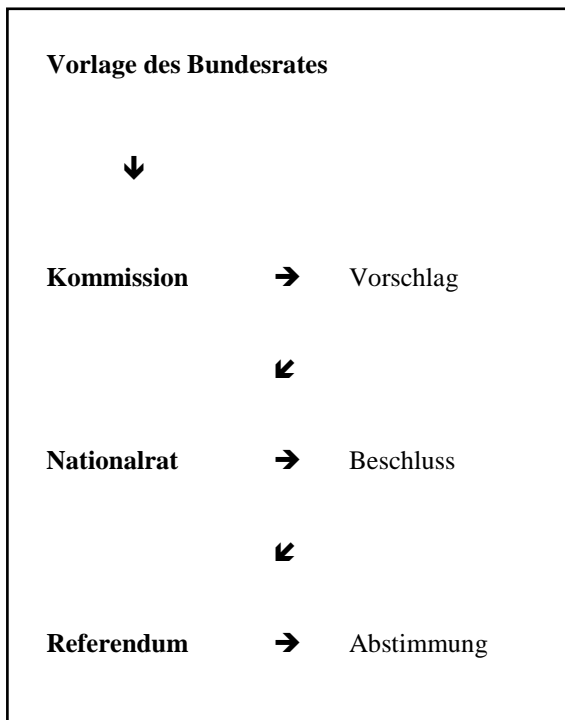 Vorlage des Bundesrates
🡻
Kommission 🡺 Vorschlag
🡿
Nationalrat 🡺 Beschluss
🡿
Referendum 🡺 Abstimmung